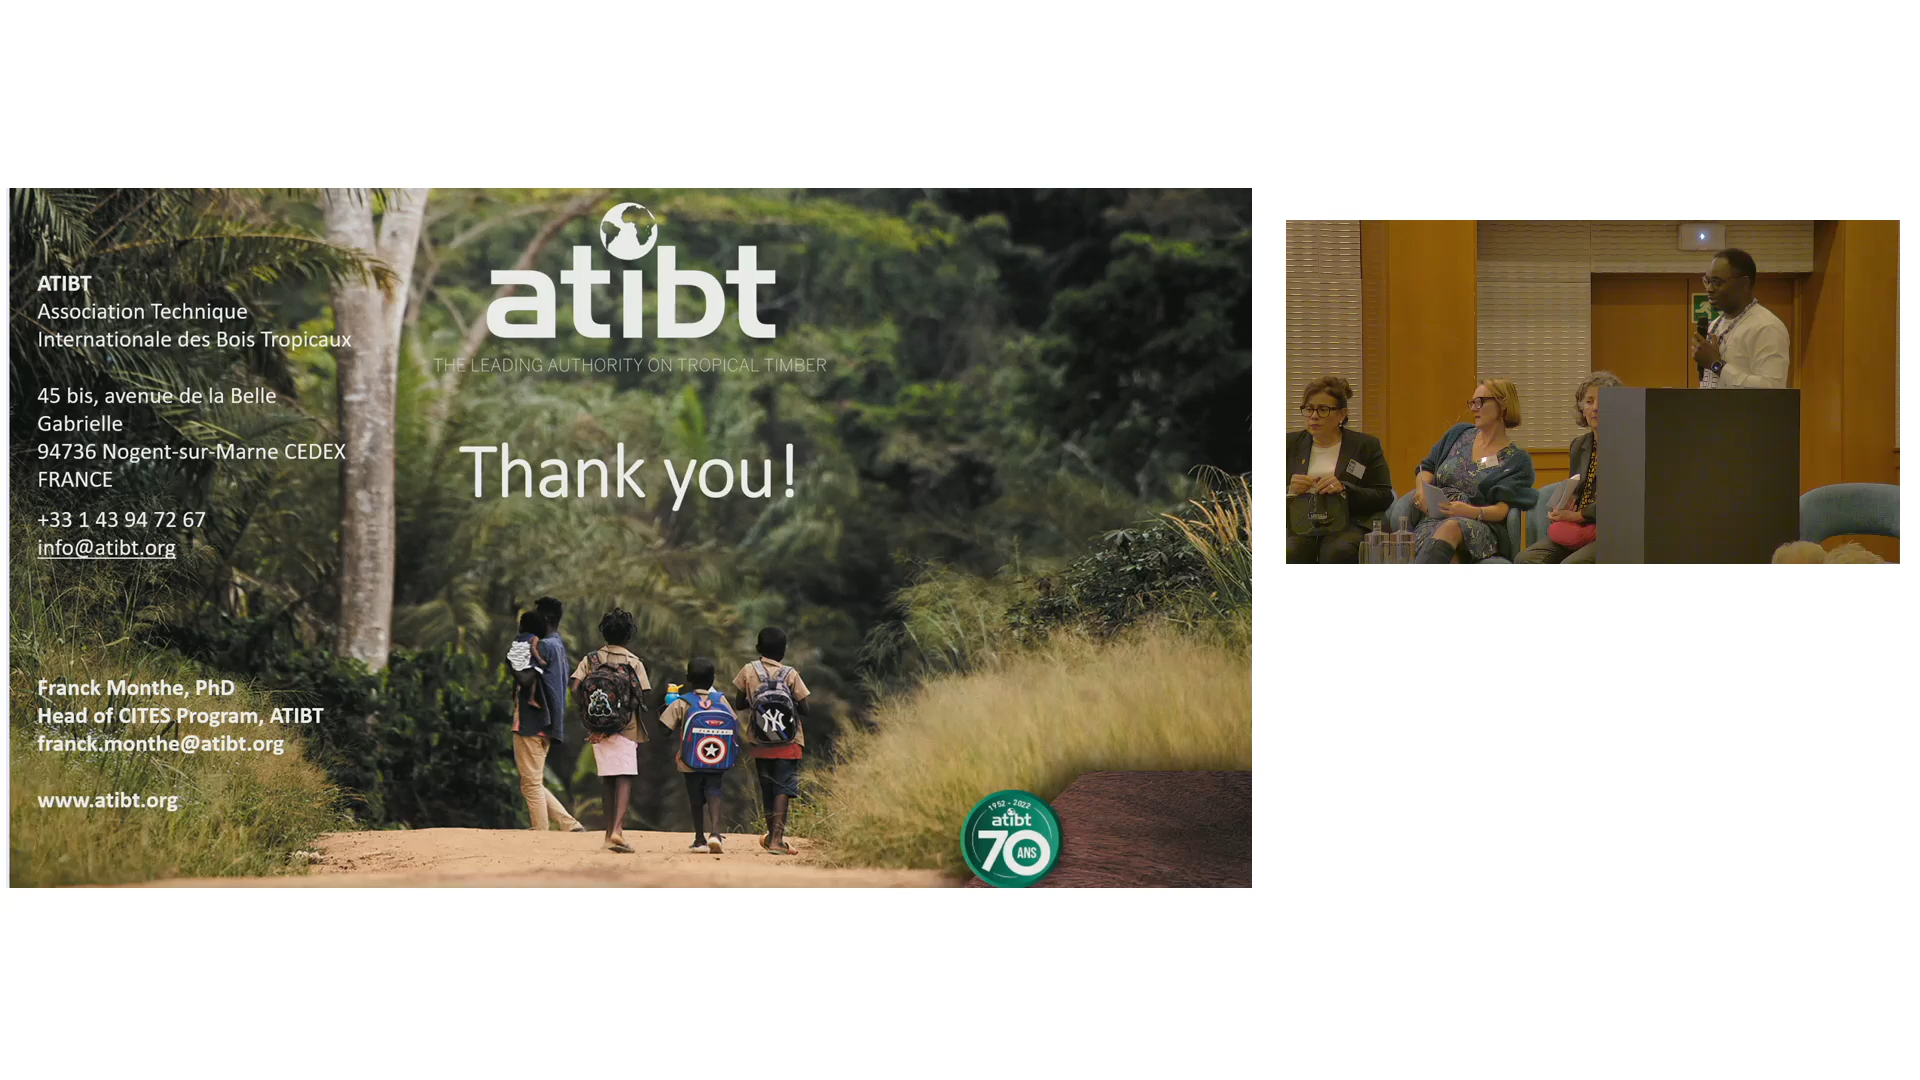 ATIBT
Association Technique
Internationale des Bois Tropicaux
45 bis, avenue de la Belle
Gabrielle
94736 Nogent-sur-Marne CEDEX
FRANCE
+33 1 43 94 72 67
info@atibt.org
Franck Monthe, PhD
Head of CITES Program, ATIBT
franck.monthe@atibt.org
www.atibt.org
atibt
THE LEADING AUTHORITY ON TROPICAL TIMBER
Thank you!
NY
1952 - 2022
atibt
70
ANS